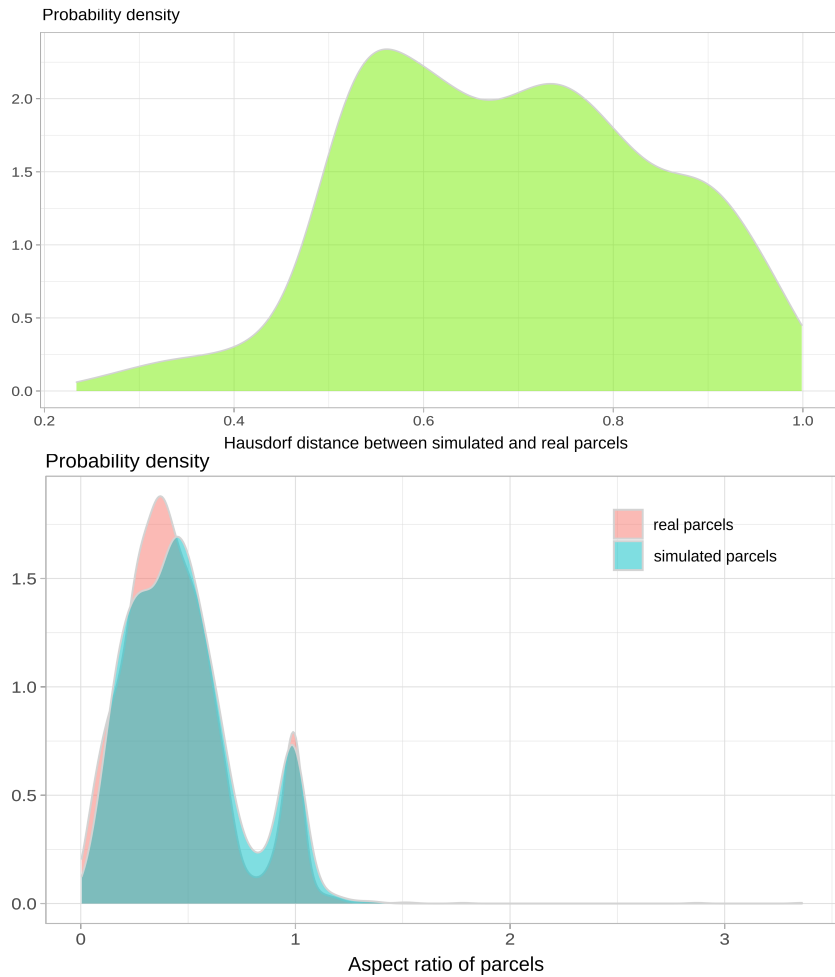 Probability density
2.0
1.5
1.0
0.5
0.0
0.2 0.4 0.6 0.8 1.0
Hausdorf distance between simulated and real parcels
Probability density
real parcels
simulated parcels
1.5
1.0
0.5
0.0
0 1 2 3
Aspect ratio of parcels